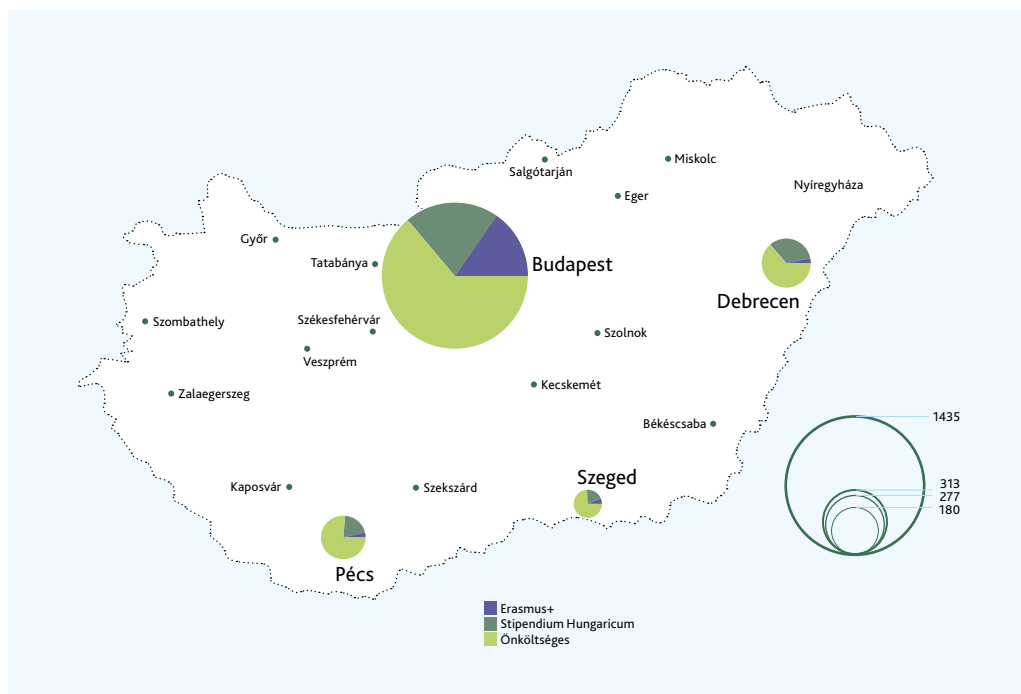 Salgótarján
Miskolc
Eger
Nyíregyháza
Győr
Tatabánya
Budapest
Debrecen
Szombathely
Székesfehérvár
Szolnok
Veszprém
Zalaegerszeg
Kecskemét
Békéscsaba
1435
Kaposvár
Szekszárd
Szeged
313
277
180
Pécs
Erasmus+
Stipendium Hungaricum
Önköltséges